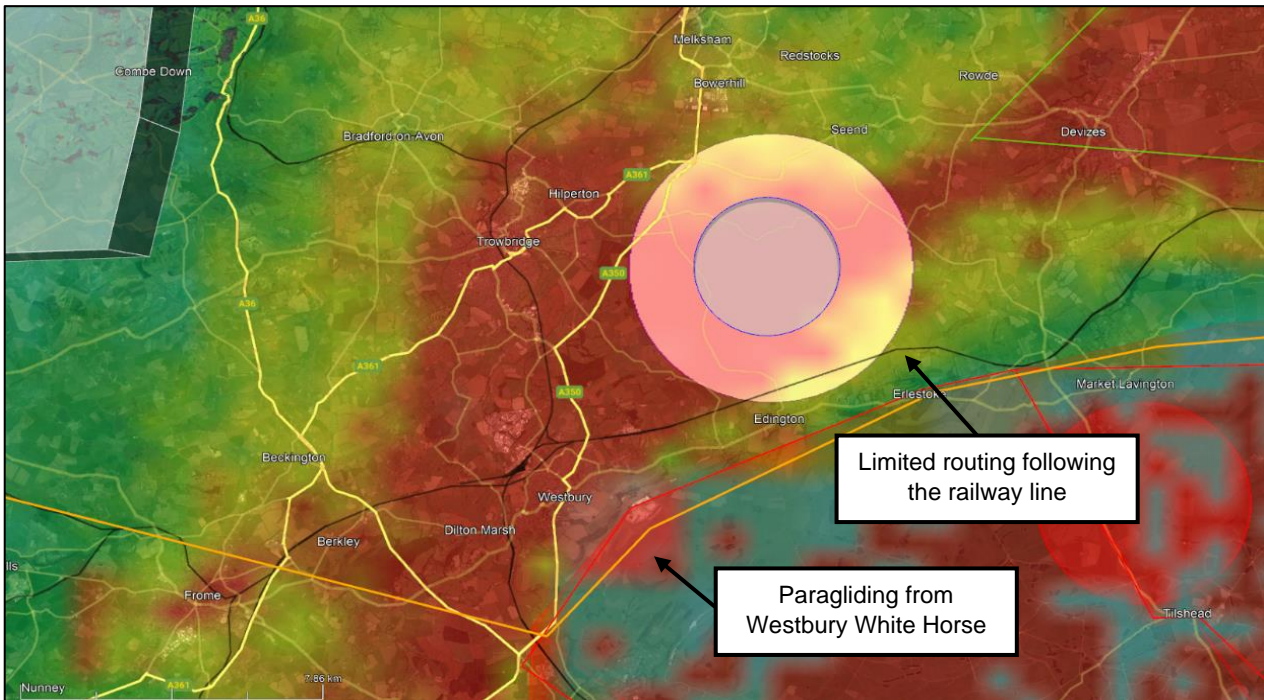 A36
Melksham
Redstocks
Combe Down
Bowerhill
Rowde
Bradford-on-Avon
Seend
Devizes
A361
Hilperton
Trowbridge
A350
A36
A361
A350
Market Lavington
Erlestoke
Edington
Beckington
Limited routing following
the railway line
Westbury
Dilton Marsh
Berkley
lls
Frome
Paragliding from
Westbury White Horse
Tilshead
7.86 km
Nunney
A361